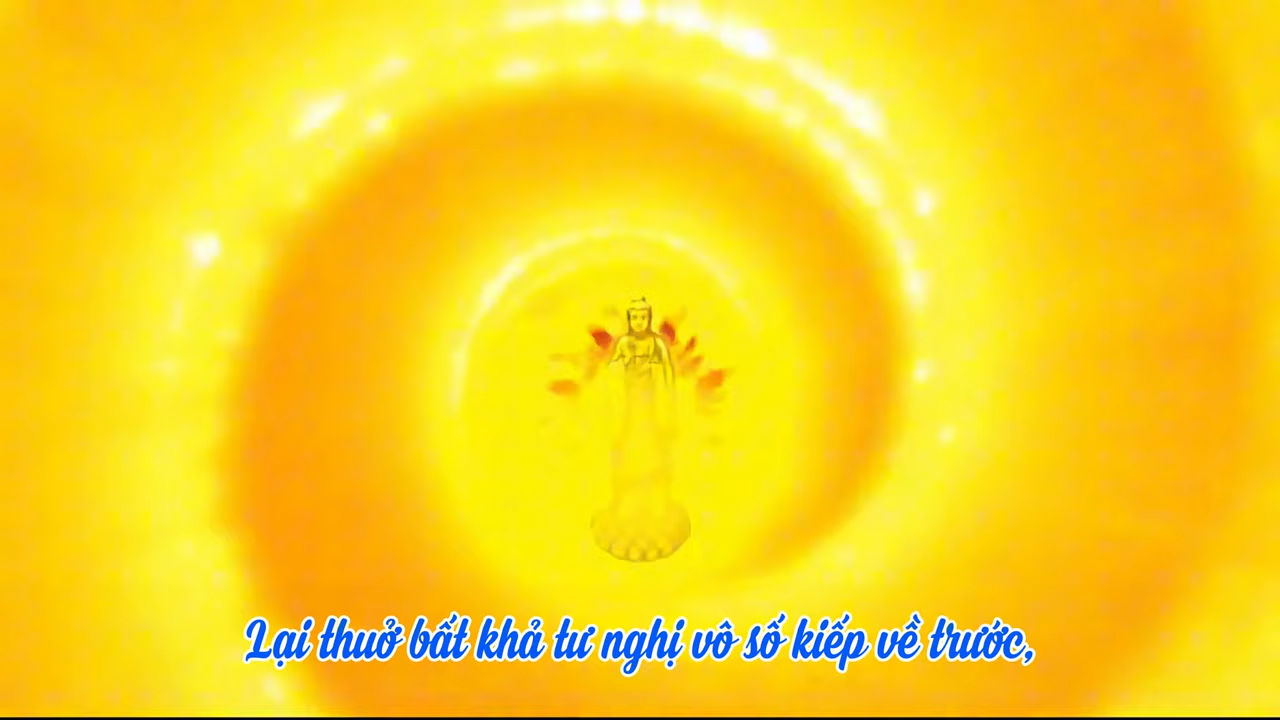 Lại thuở bất khả tư nghị vô số kiếp về trước,